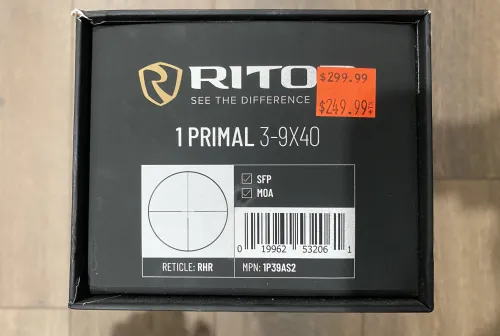 RITO
$299.99
$249.99
SEE THE DIFFERENCE
1 PRIMAL 3-9X40
SFP
MOA
0 19962 53206 1
RETICLE: RHR
MPN: 1P39AS2